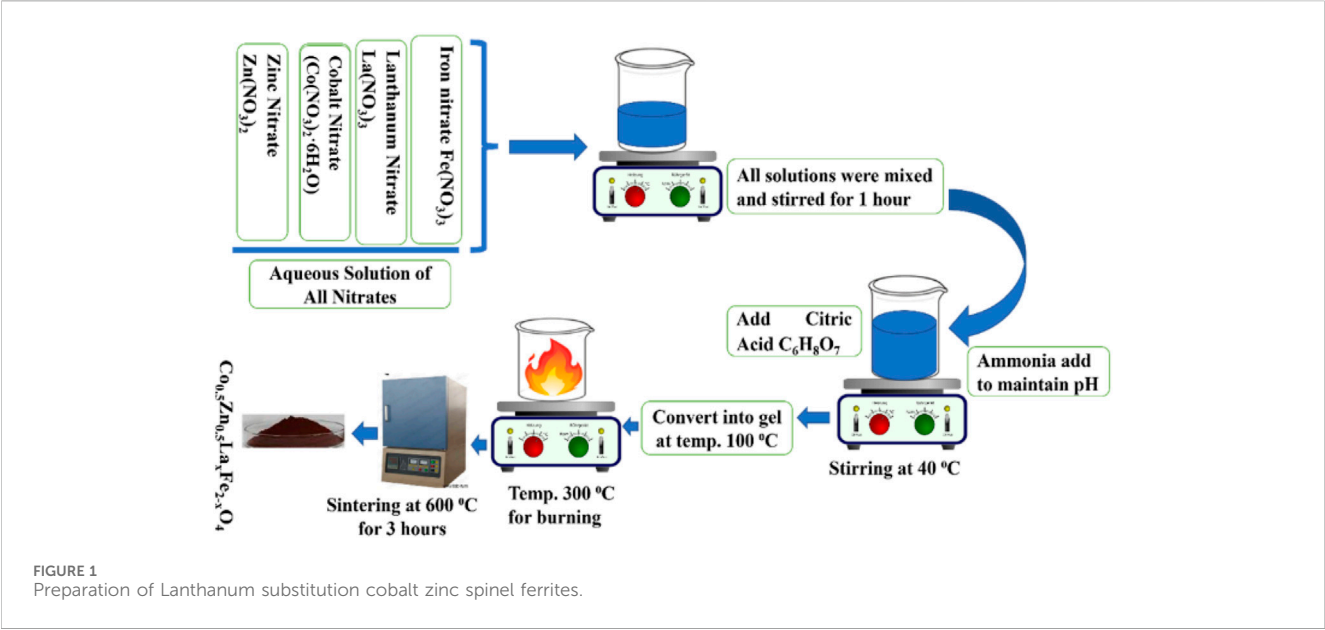 Iron nitrate Fe(NO₃)₃
Lanthanum Nitrate
La(NO₃)₃
Cobalt Nitrate
(Co(NO₃)₂·6H₂O)
Zinc Nitrate
Zn(NO₃)₂
Aqueous Solution of
All Nitrates
All solutions were mixed
and stirred for 1 hour
Add Citric
Acid C₆H₈O₇
Ammonia add
to maintain pH
Stirring at 40 ⁰C
Convert into gel
at temp. 100 ⁰C
Temp. 300 ⁰C
for burning
Sintering at 600 ⁰C
for 3 hours
Co₀.₅Zn₀.₅LaₓFe₂₋ₓO₄
FIGURE 1
Preparation of Lanthanum substitution cobalt zinc spinel ferrites.